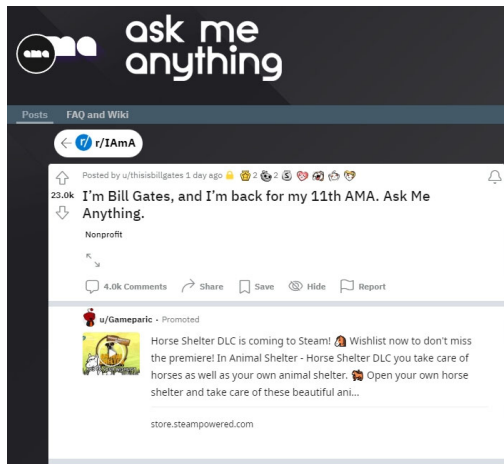 ama
ask me
anything
Posts FAQ and Wiki
r/ r/IAmA
Posted by u/thisisbillgates 1 day ago 2 2
23.0k
I'm Bill Gates, and I'm back for my 11th AMA. Ask Me
Anything.
Nonprofit
4.0k Comments Share Save Hide Report
u/Gameparic • Promoted
Horse Shelter DLC is coming to Steam! 🐴 Wishlist now to don't miss
the premiere! In Animal Shelter - Horse Shelter DLC you take care of
horses as well as your own animal shelter. 🐎 Open your own horse
shelter and take care of these beautiful ani...
store.steampowered.com